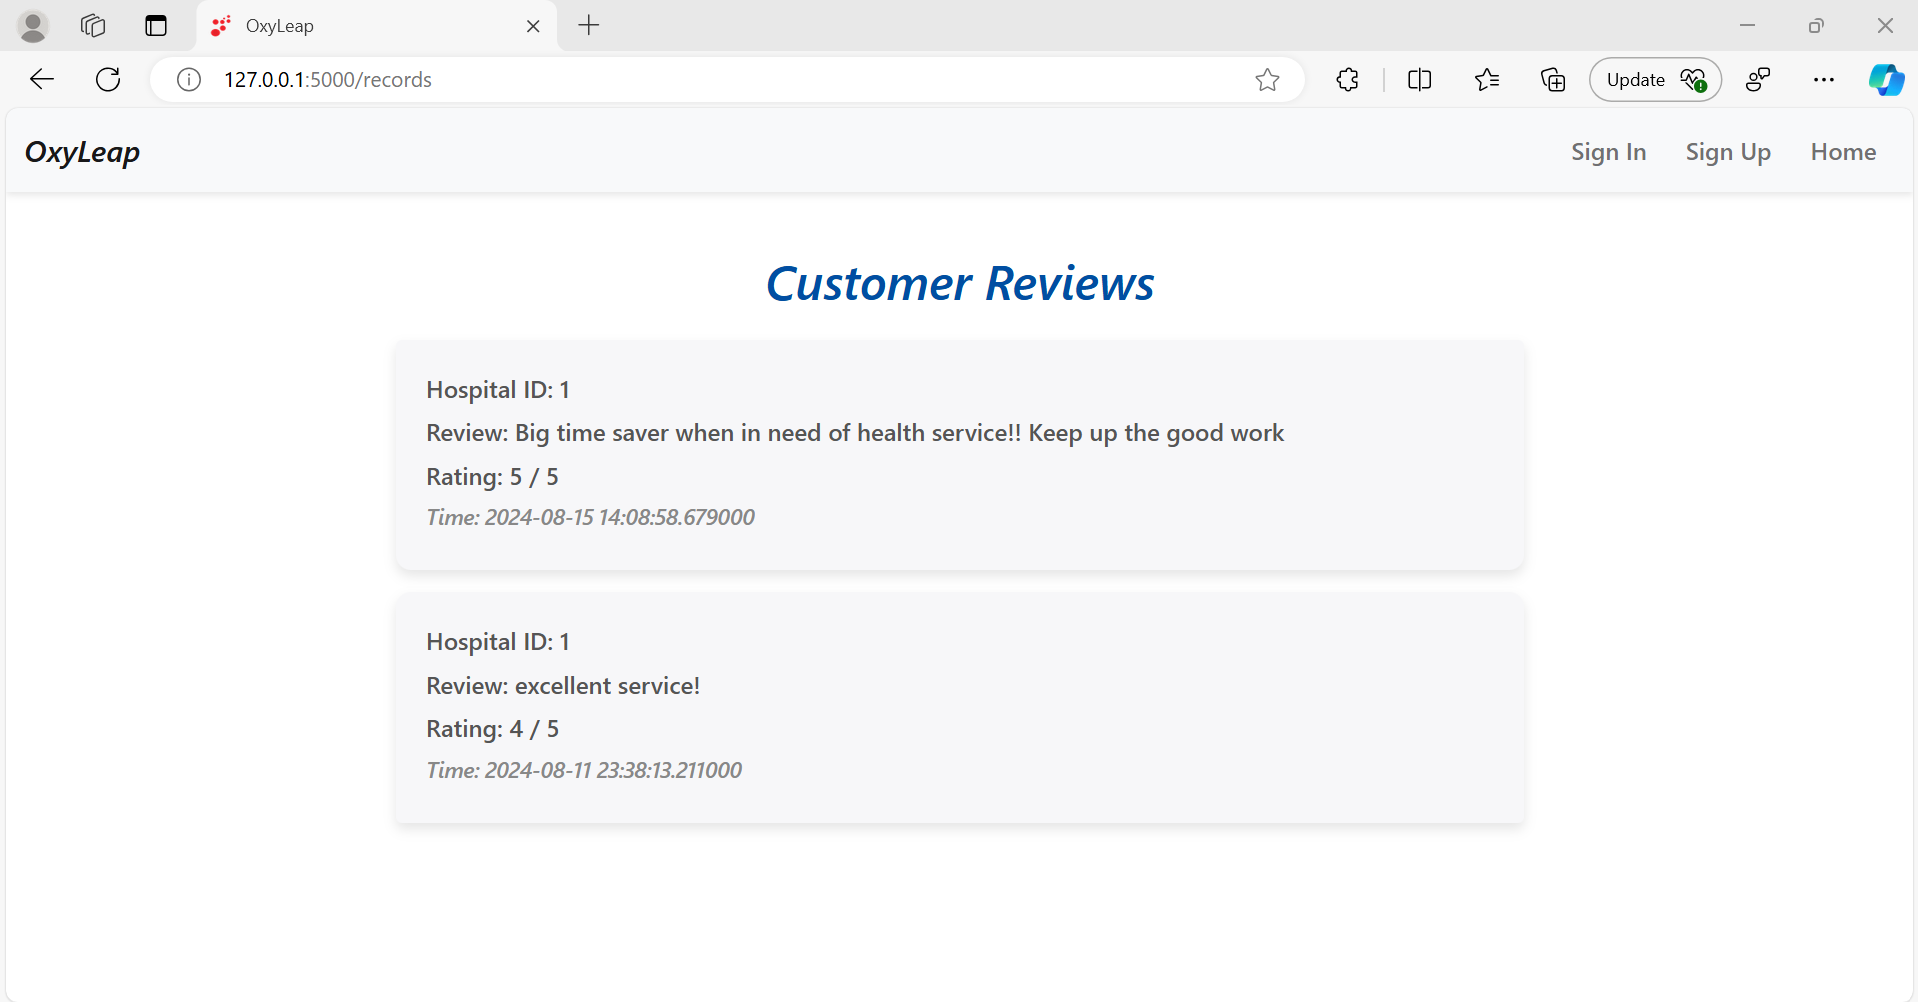 OxyLeap
127.0.0.1:5000/records
Update
OxyLeap
Sign In
Sign Up
Home
Customer Reviews
Hospital ID: 1
Review: Big time saver when in need of health service!! Keep up the good work
Rating: 5 / 5
Time: 2024-08-15 14:08:58.679000
Hospital ID: 1
Review: excellent service!
Rating: 4 / 5
Time: 2024-08-11 23:38:13.211000